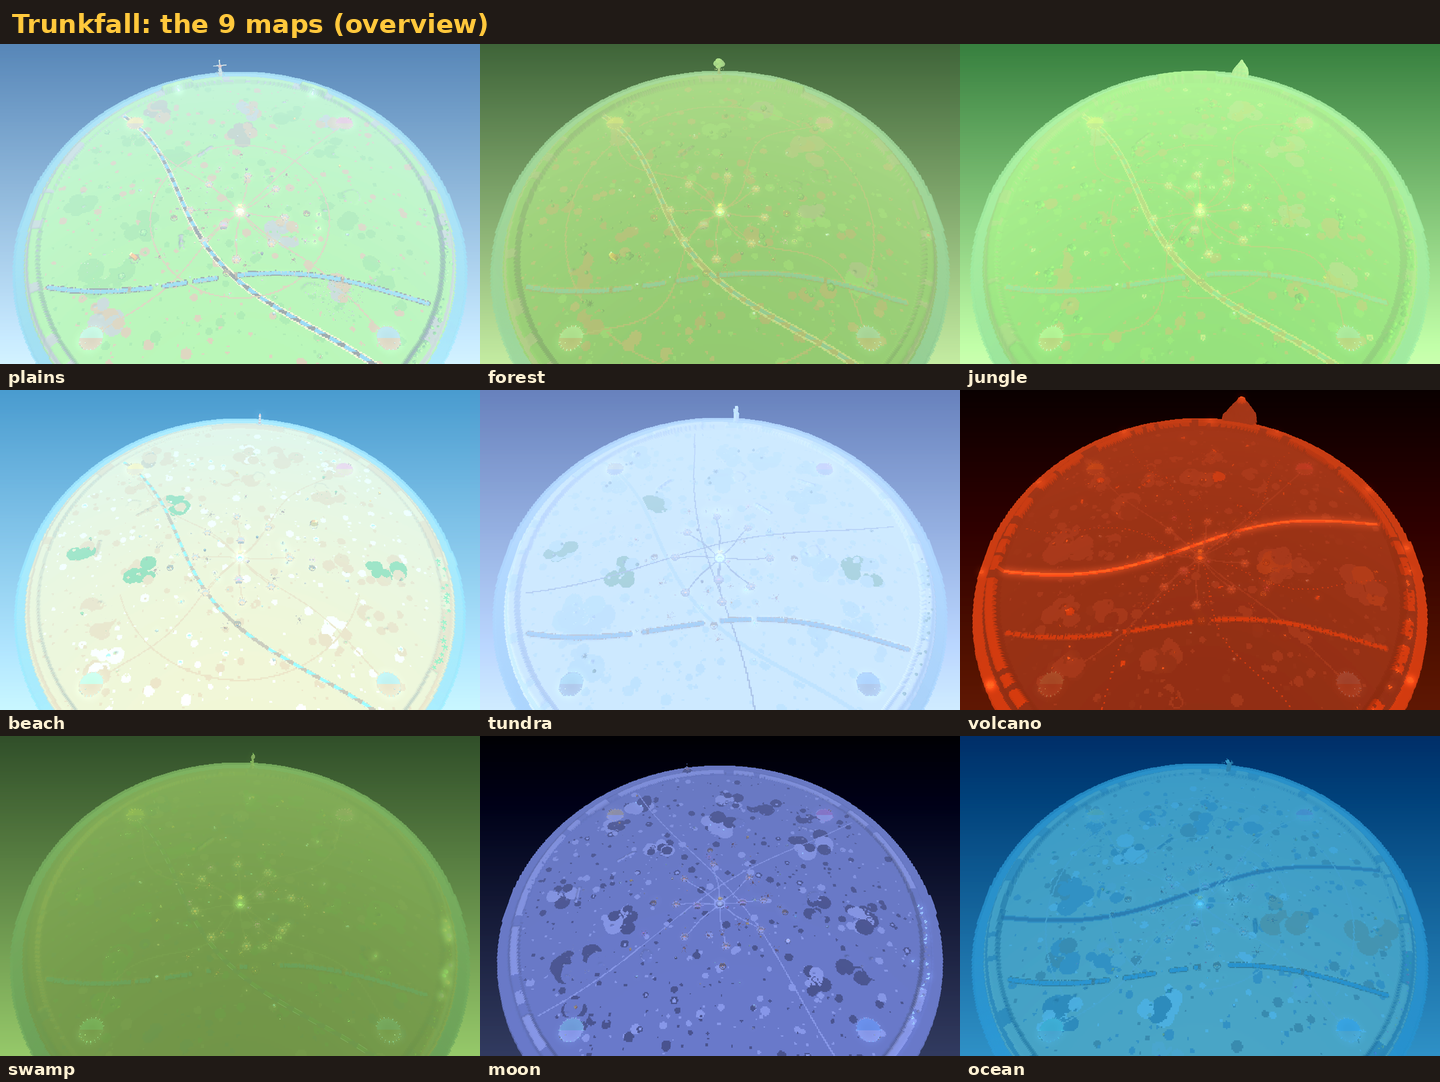 Trunkfall: the 9 maps (overview)
plains
forest
jungle
beach
tundra
volcano
swamp
moon
ocean